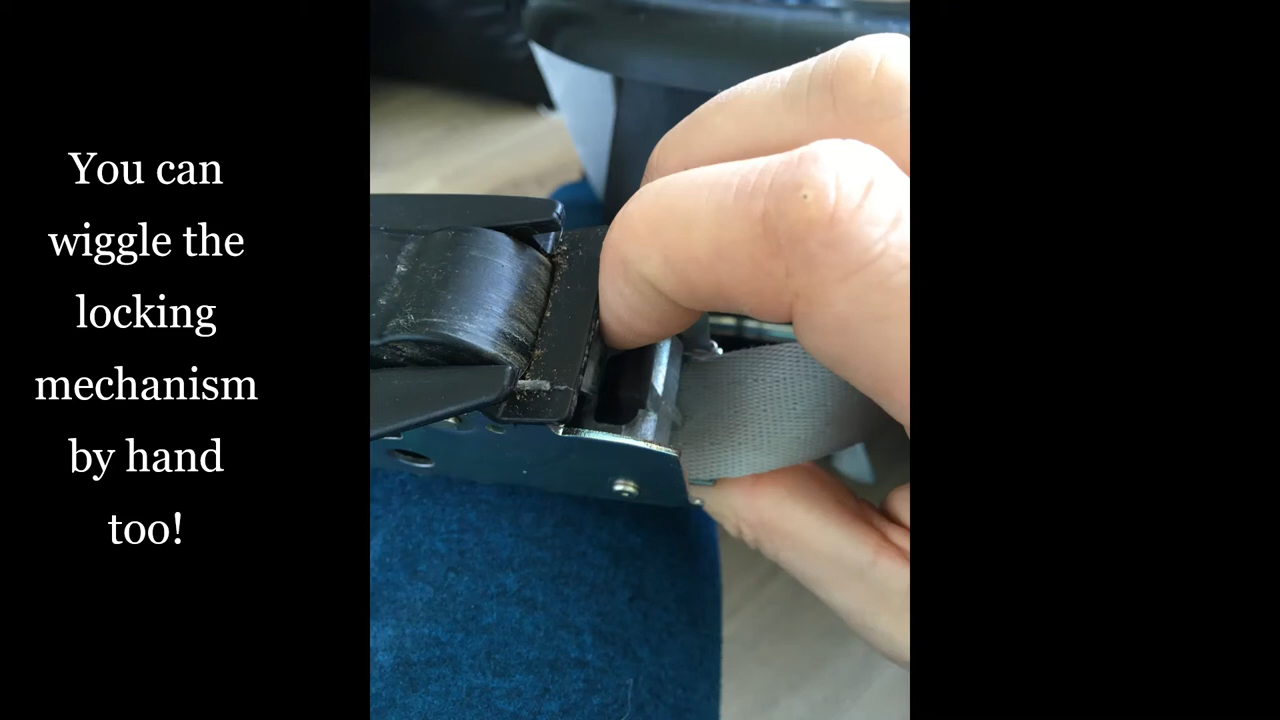 You can
wiggle the
locking
mechanism
by hand
too!